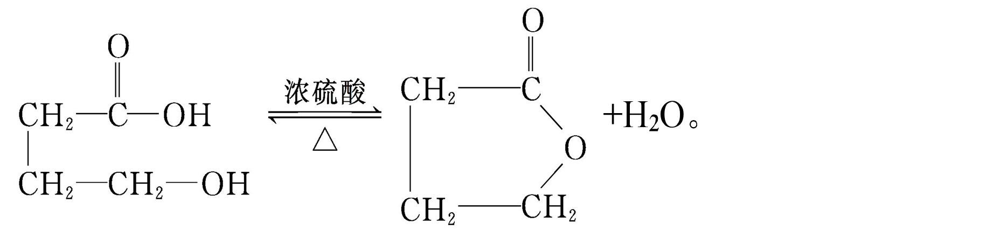 O O
CH₂—C—OH 浓硫酸 CH₂—C +H₂O。
△ O
CH₂—CH₂—OH CH₂—CH₂